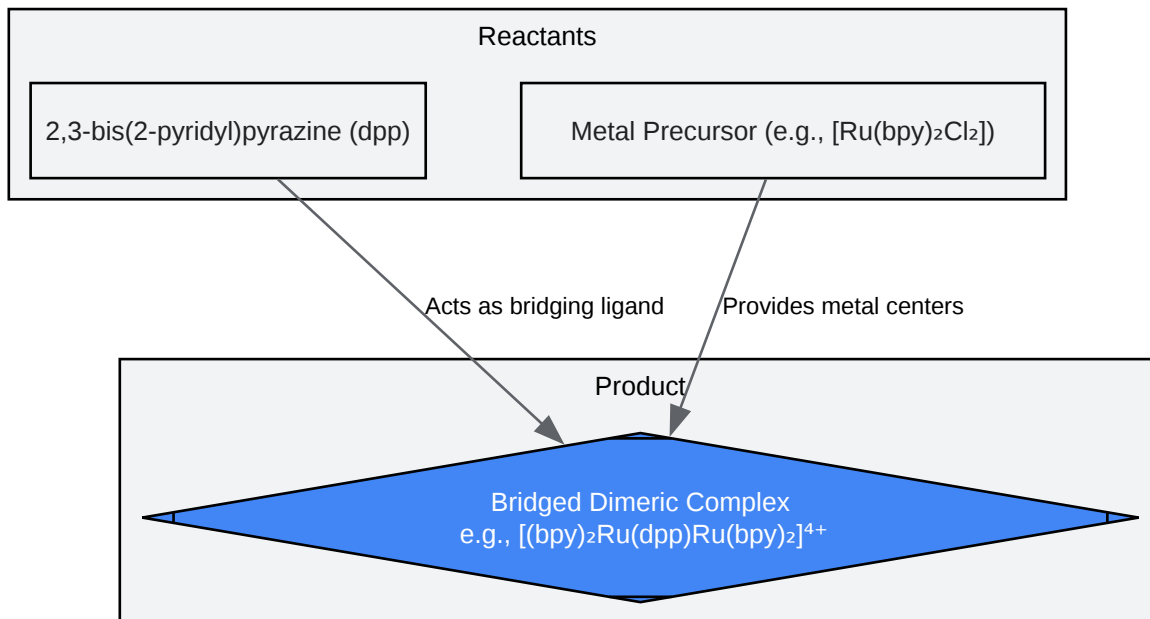 Reactants
2,3-bis(2-pyridyl)pyrazine (dpp)
Metal Precursor (e.g., [Ru(bpy)₂Cl₂])
Acts as bridging ligand
Provides metal centers
Product
Bridged Dimeric Complex
e.g., [(bpy)₂Ru(dpp)Ru(bpy)₂]⁴⁺